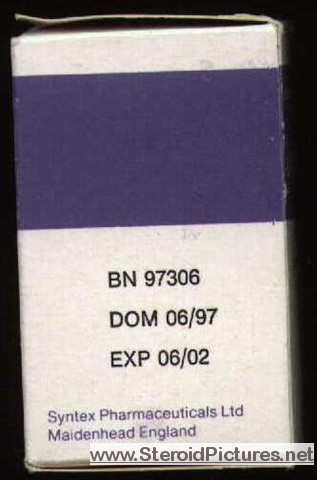 BN 97306
DOM 06/97
EXP 06/02
Syntex Pharmaceuticals Ltd
Maidenhead England
www.SteroidPictures.net